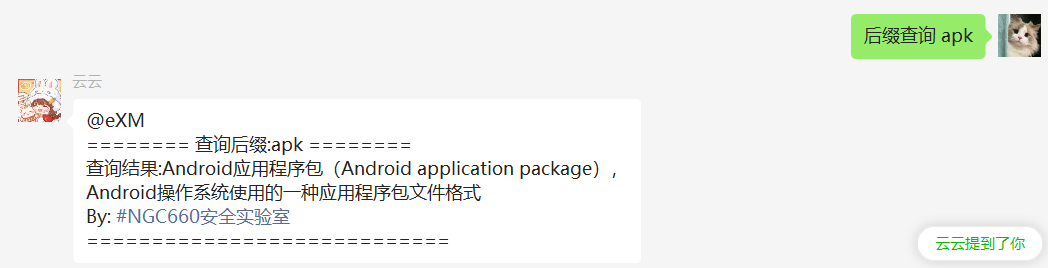 后缀查询 apk
云云
@eXM
======== 查询后缀:apk ========
查询结果:Android应用程序包（Android application package），
Android操作系统使用的一种应用程序包文件格式
By: #NGC660安全实验室
============================
云云提到了你